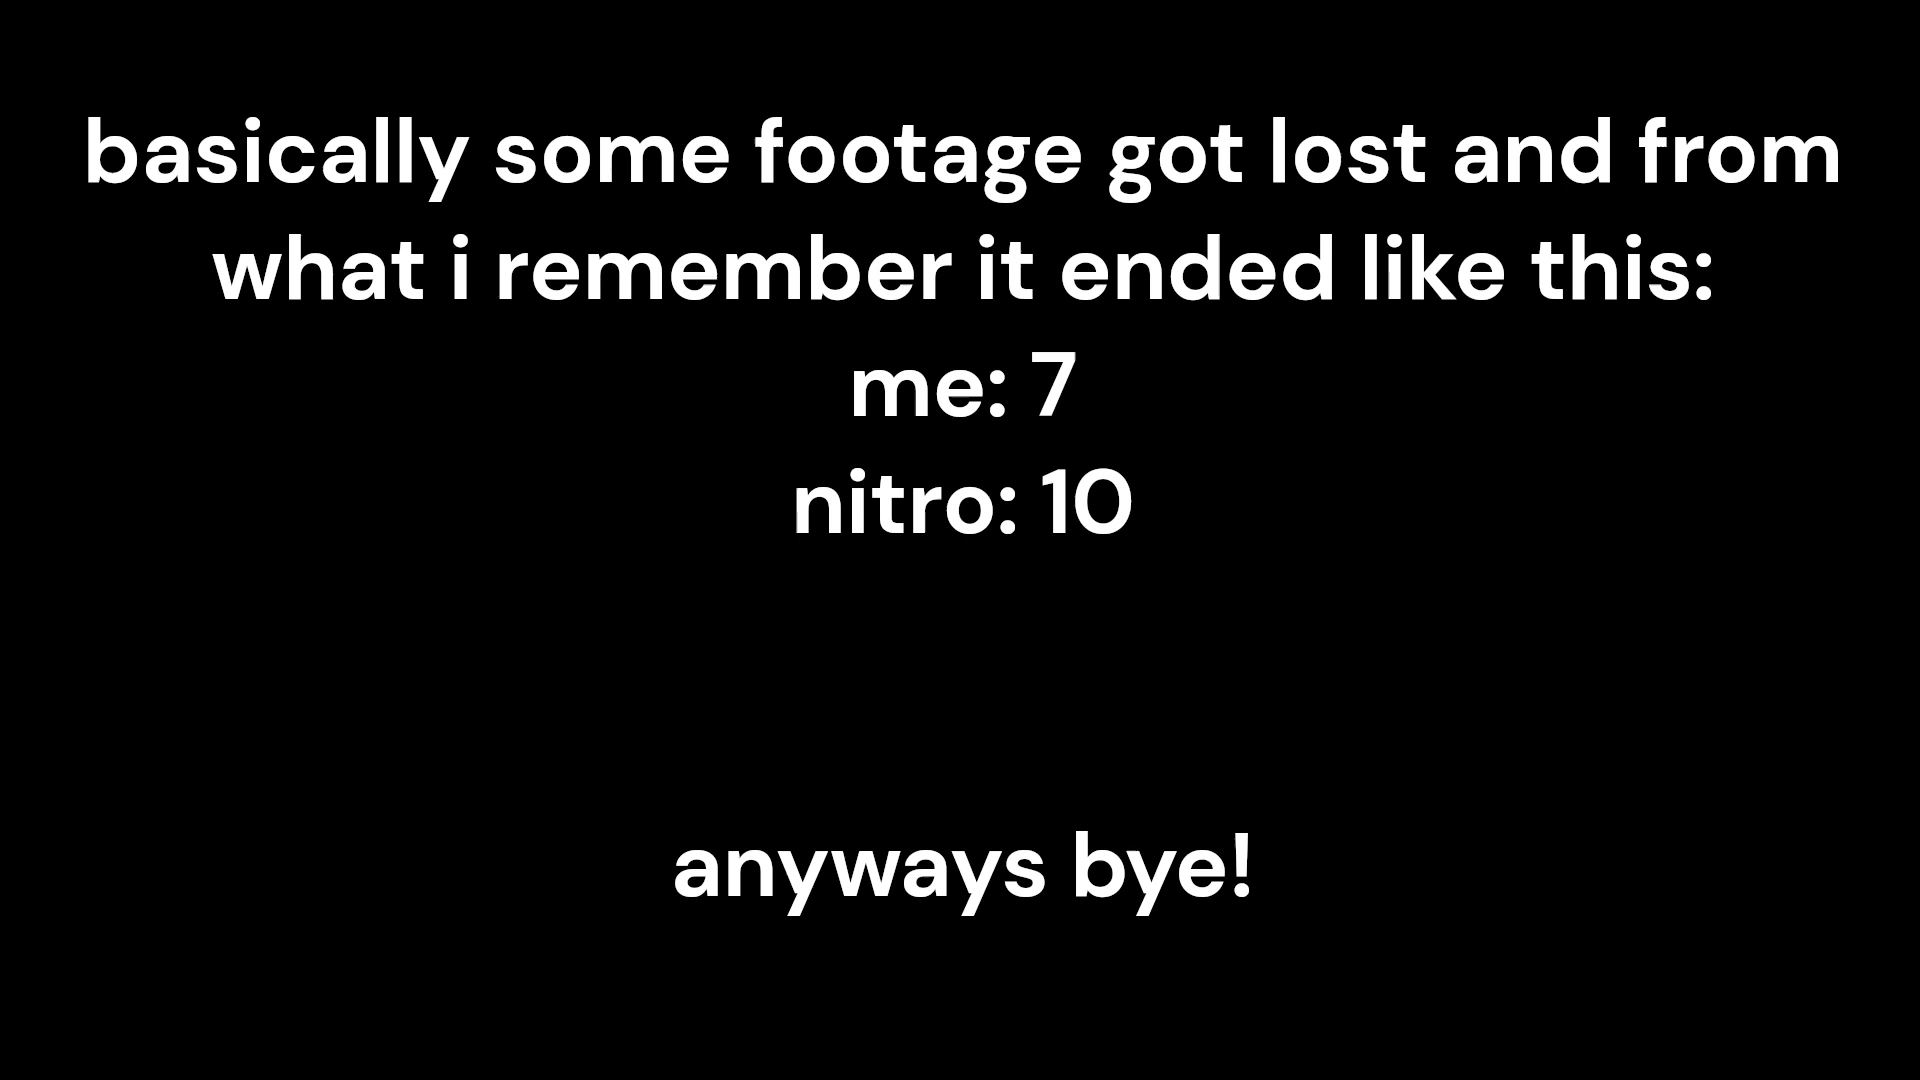 basically some footage got lost and from
what i remember it ended like this:
me: 7
nitro: 10
anyways bye!